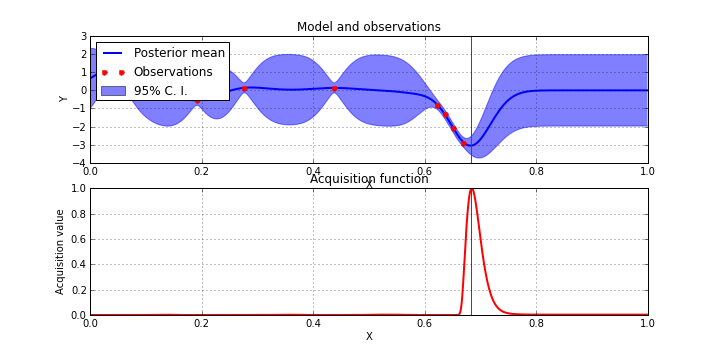 Model and observations
3
2
1
0
−1
−2
−3
−4
Y
Posterior mean
Observations
95% C. I.
0.0 0.2 0.4 0.6 0.8 1.0
X
Acquisition function
1.0
0.8
0.6
0.4
0.2
0.0
Acquisition value
0.0 0.2 0.4 0.6 0.8 1.0
X